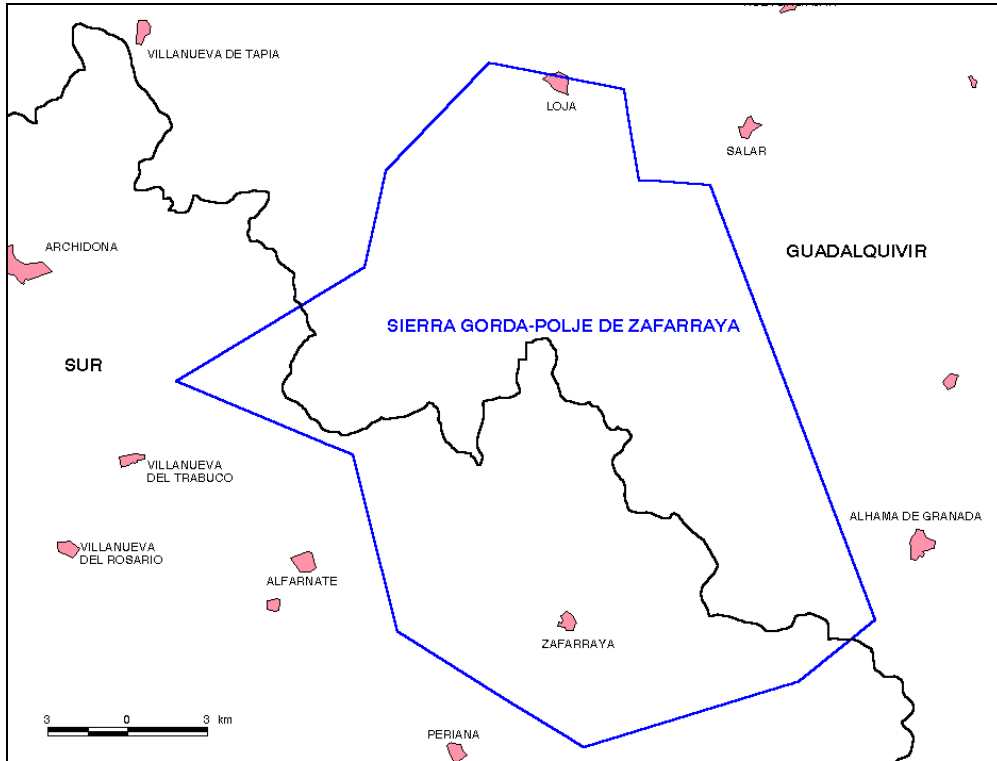 VILLANUEVA DE TAPIA
LOJA
SALAR
ARCHIDONA
GUADALQUIVIR
SIERRA GORDA-POLJE DE ZAFARRAYA
SUR
VILLANUEVA
DEL TRABUCO
ALHAMA DE GRANADA
VILLANUEVA
DEL ROSARIO
ALFARNATE
ZAFARRAYA
3 0 3 km
PERIANA